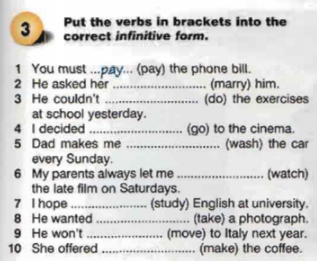 3
Put the verbs in brackets into the
correct infinitive form.
1 You must ...pay... (pay) the phone bill.
2 He asked her ........................ (marry) him.
3 He couldn't ........................ (do) the exercises
at school yesterday.
4 I decided ........................ (go) to the cinema.
5 Dad makes me ........................ (wash) the car
every Sunday.
6 My parents always let me ...................... (watch)
the late film on Saturdays.
7 I hope .................... (study) English at university.
8 He wanted ........................ (take) a photograph.
9 He won't .................... (move) to Italy next year.
10 She offered ........................ (make) the coffee.